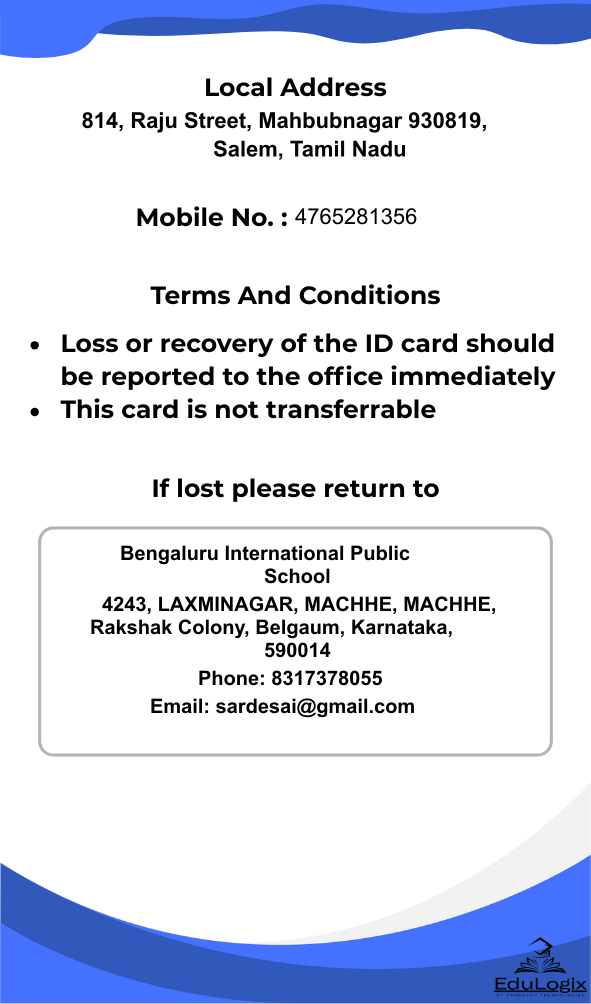 Local Address
814, Raju Street, Mahbubnagar 930819,
Salem, Tamil Nadu
Mobile No. : 4765281356
Terms And Conditions
• Loss or recovery of the ID card should
be reported to the office immediately
• This card is not transferrable
If lost please return to
Bengaluru International Public
School
4243, LAXMINAGAR, MACHHE, MACHHE,
Rakshak Colony, Belgaum, Karnataka,
590014
Phone: 8317378055
Email: sardesai@gmail.com
EduLogix